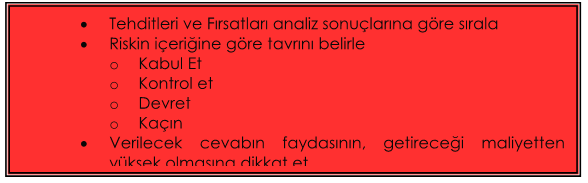 • Tehditleri ve Fırsatları analiz sonuçlarına göre sırala
• Riskin içeriğine göre tavrını belirle
o Kabul Et
o Kontrol et
o Devret
o Kaçın
• Verilecek cevabın faydasının, getireceği maliyetten
yüksek olmasına dikkat et